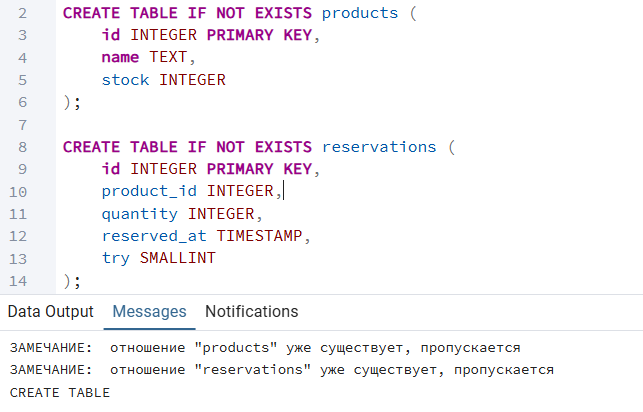 2 CREATE TABLE IF NOT EXISTS products (
3 id INTEGER PRIMARY KEY,
4 name TEXT,
5 stock INTEGER
6 );
7
8 CREATE TABLE IF NOT EXISTS reservations (
9 id INTEGER PRIMARY KEY,
10 product_id INTEGER,
11 quantity INTEGER,
12 reserved_at TIMESTAMP,
13 try SMALLINT
14 );
Data Output Messages Notifications
ЗАМЕЧАНИЕ: отношение "products" уже существует, пропускается
ЗАМЕЧАНИЕ: отношение "reservations" уже существует, пропускается
CREATE TABLE